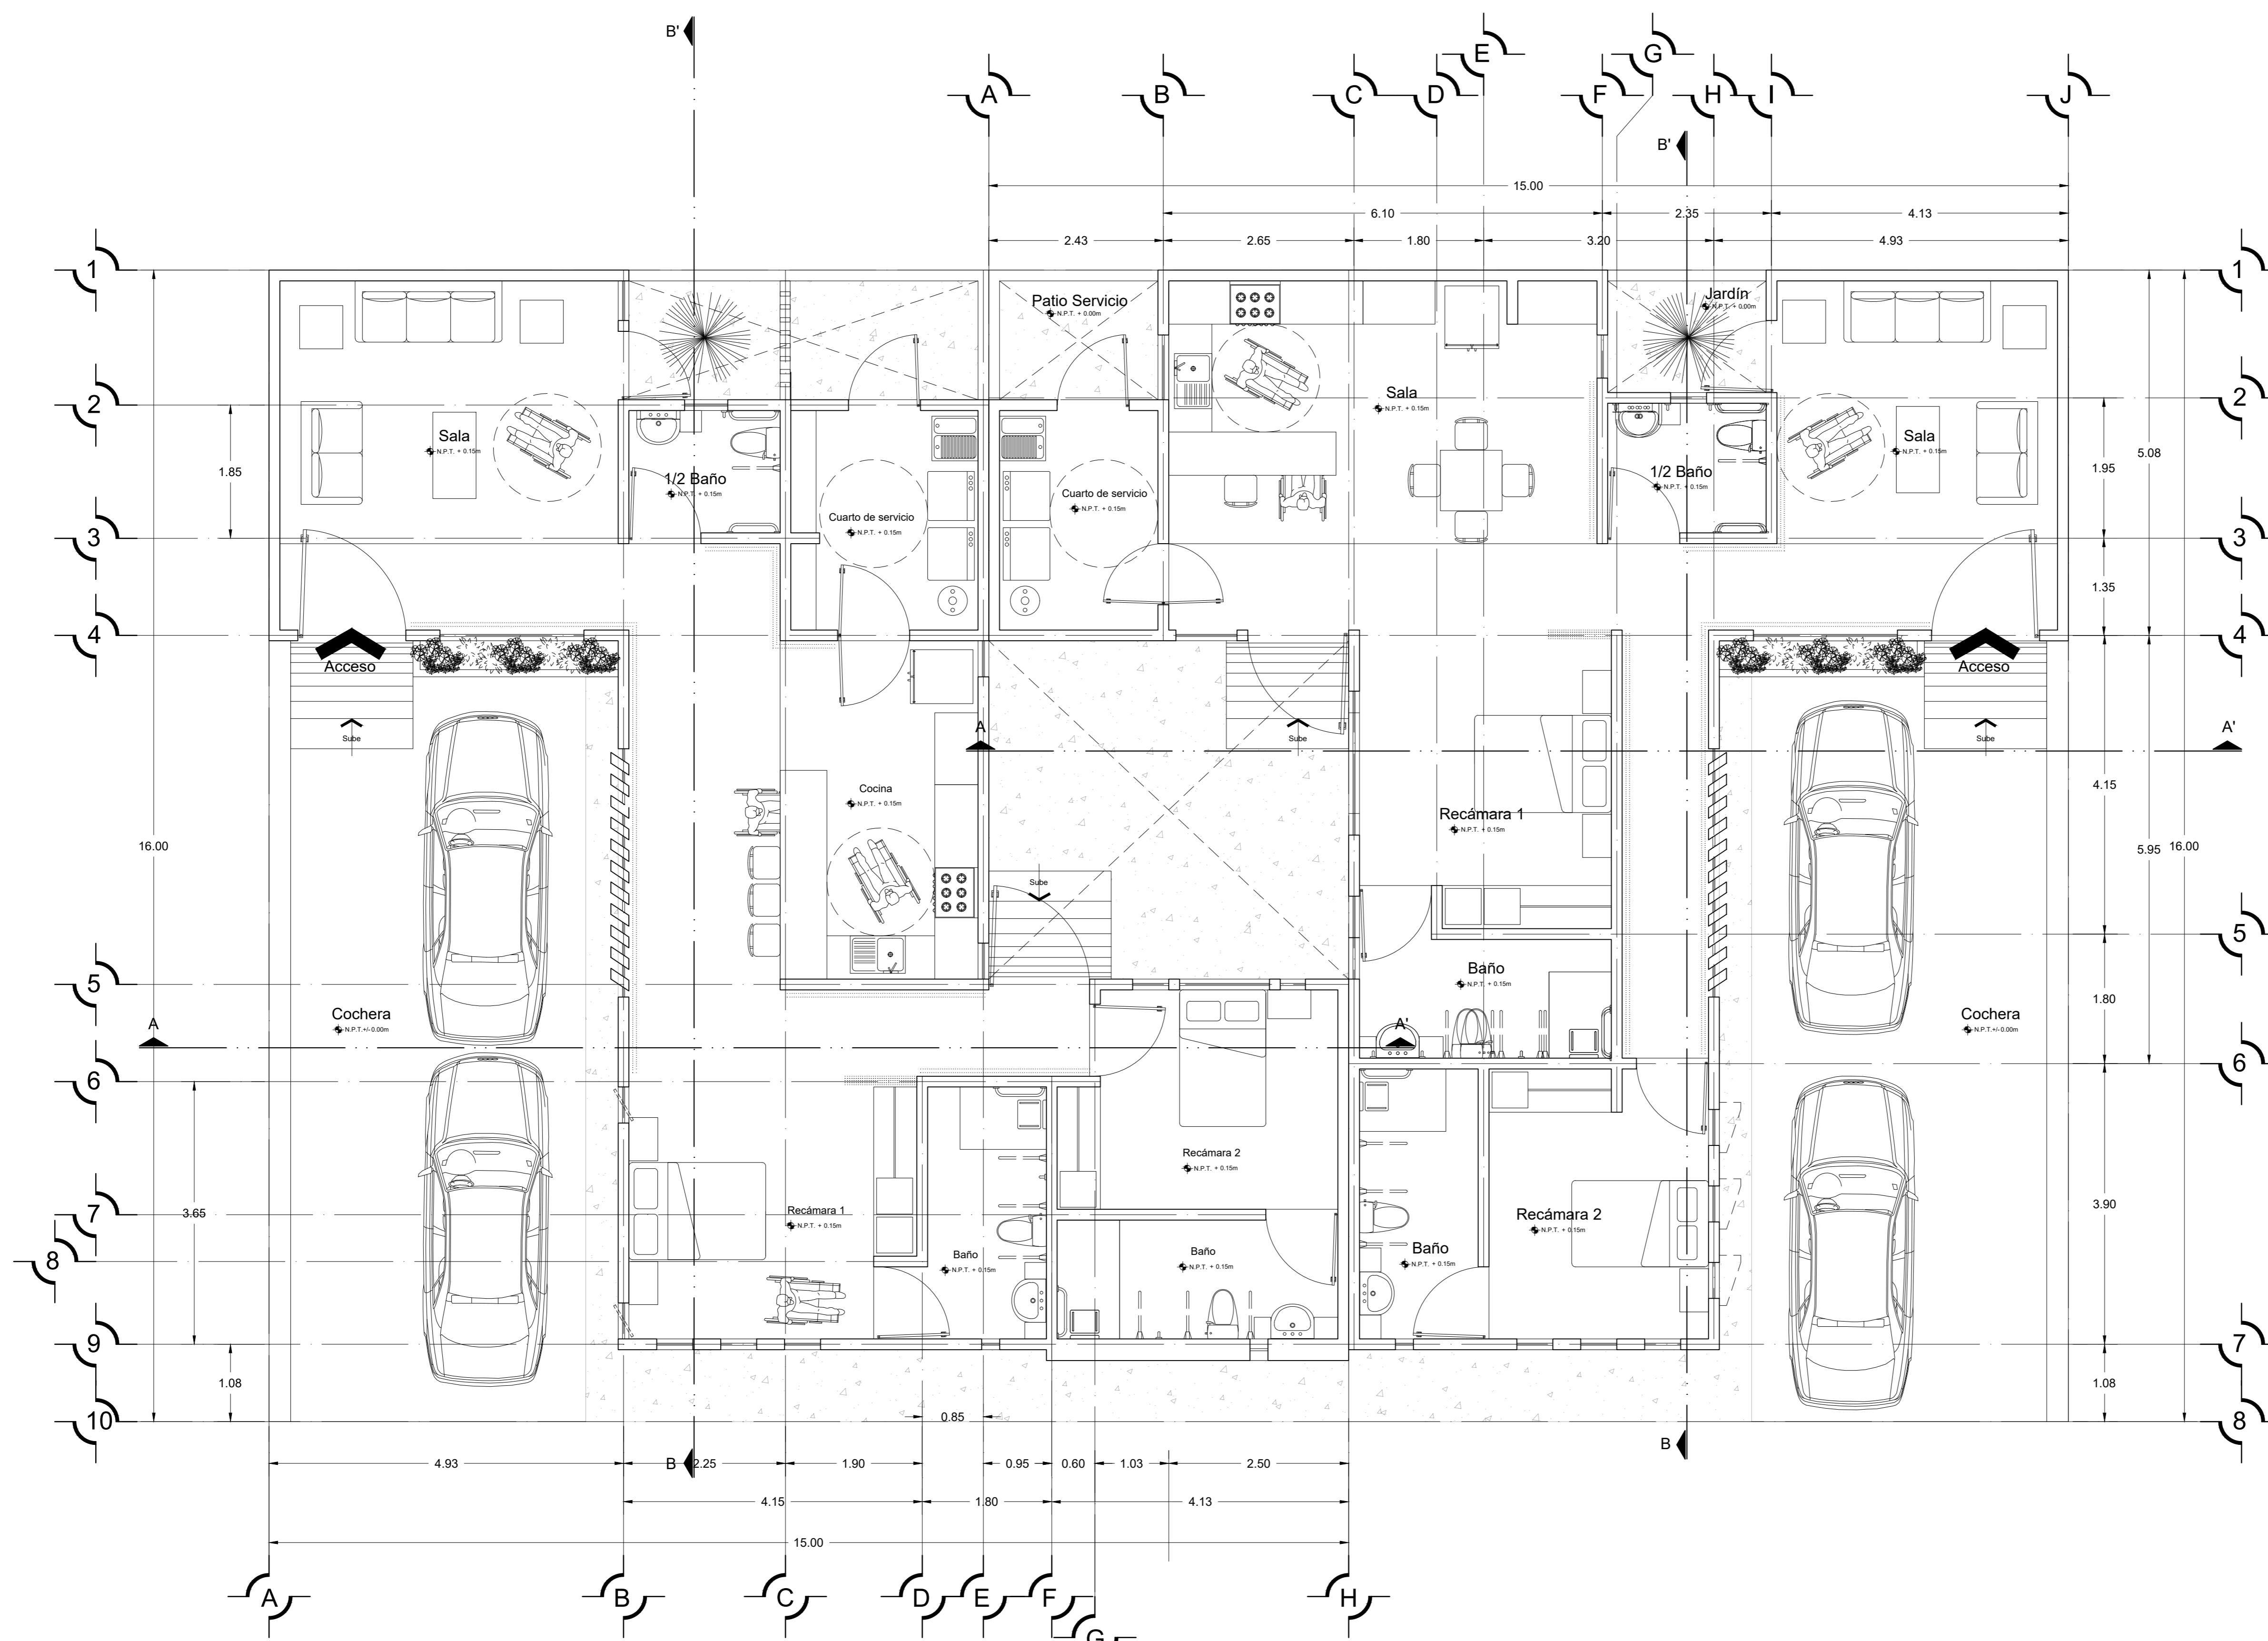 B'
E
G
A
B
C
D
F
H
I
J
B'
15.00
6.10
2.35
4.13
2.43
2.65
1.80
3.20
4.93
1
1
Patio Servicio
N.P.T. + 0.00m
Jardín
N.P.T. + 0.00m
2
2
Sala
N.P.T. + 0.15m
Sala
N.P.T. + 0.15m
Sala
N.P.T. + 0.15m
1.85
1/2 Baño
N.P.T. + 0.15m
1/2 Baño
N.P.T. + 0.15m
1.95
5.08
Cuarto de servicio
N.P.T. + 0.15m
Cuarto de servicio
N.P.T. + 0.15m
3
3
1.35
4
4
Acceso
Acceso
Sube
Sube
Sube
A
A'
Cocina
N.P.T. + 0.15m
4.15
Recámara 1
N.P.T. + 0.15m
16.00
5.95
16.00
Sube
5
5
Baño
N.P.T. + 0.15m
1.80
Cochera
N.P.T.+/- 0.00m
Cochera
N.P.T.+/- 0.00m
A
A'
6
6
Recámara 2
N.P.T. + 0.15m
3.65
3.90
7
Recámara 1
N.P.T. + 0.15m
Recámara 2
N.P.T. + 0.15m
8
Baño
N.P.T. + 0.15m
Baño
N.P.T. + 0.15m
Baño
N.P.T. + 0.15m
9
7
1.08
1.08
10
8
0.85
B
B
4.93
2.25
1.90
0.95
0.60
1.03
2.50
4.15
1.80
4.13
15.00
A
B
C
D
E
F
H
G